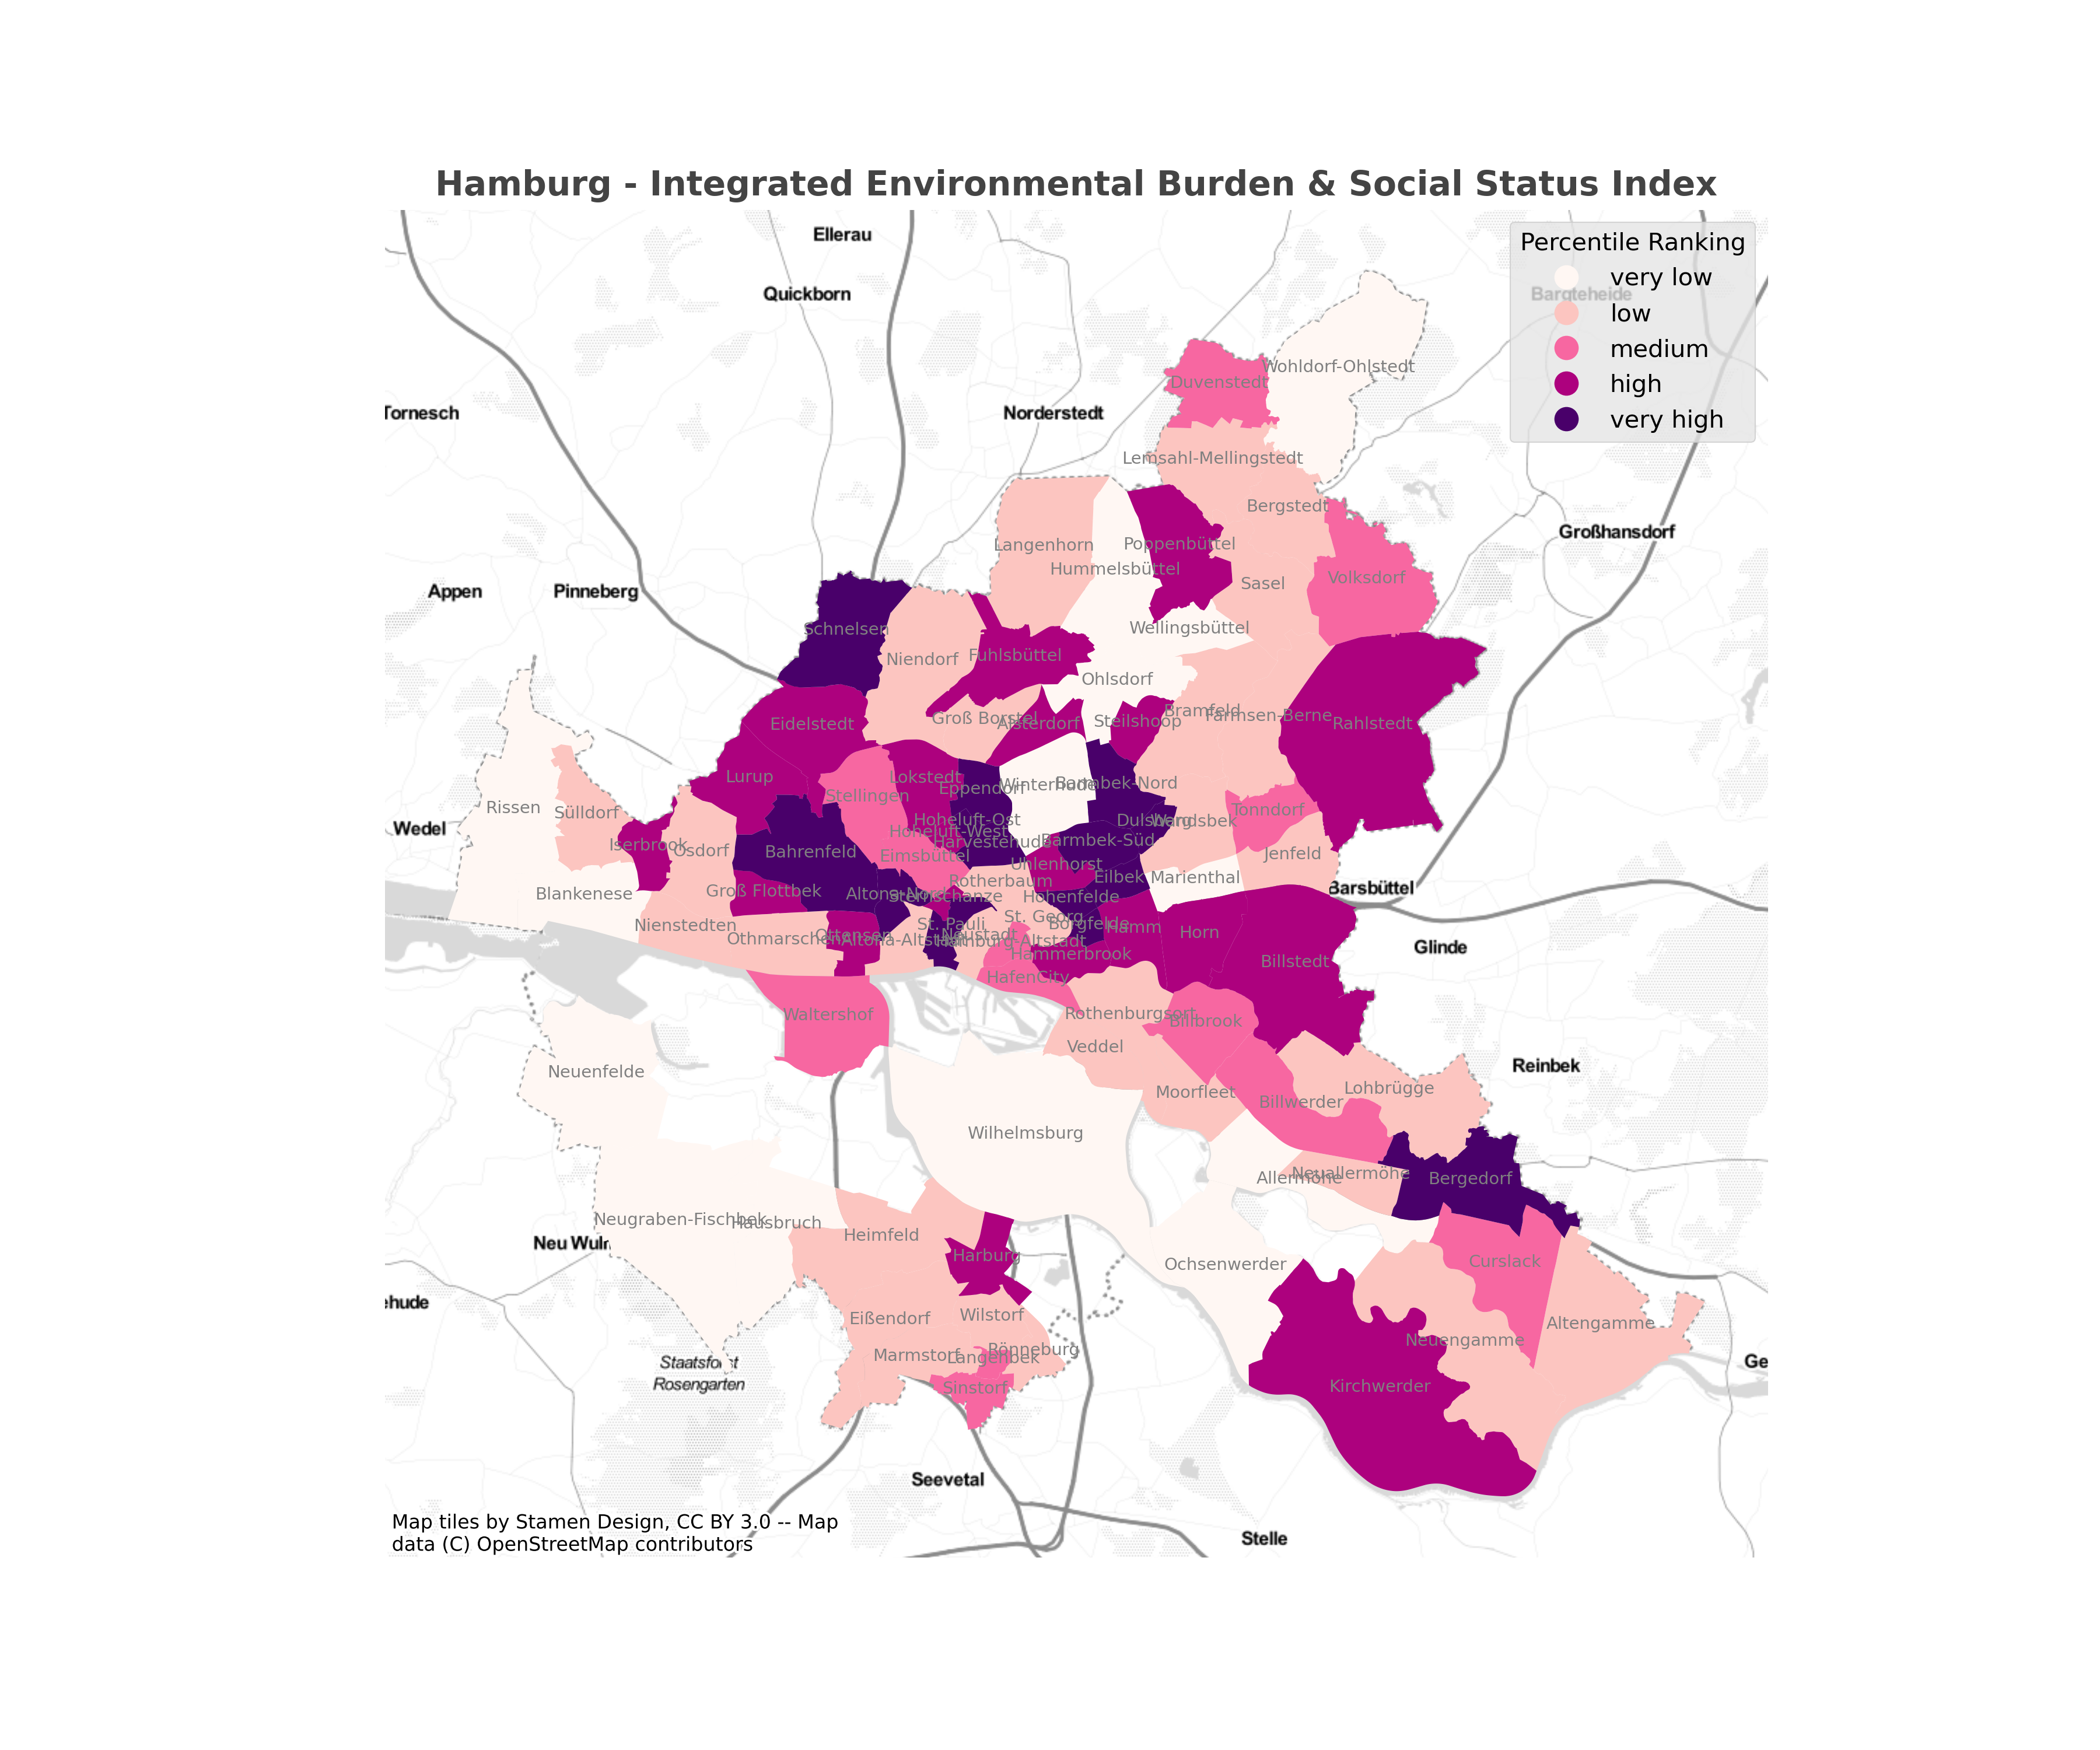 Hamburg - Integrated Environmental Burden & Social Status Index
Ellerau
Percentile Ranking
very low
low
medium
high
very high
Quickborn
Bargteheide
Tornesch
Norderstedt
Wohldorf-Ohlstedt
Duvenstedt
Lemsahl-Mellingstedt
Bergstedt
Großhansdorf
Langenhorn
Poppenbüttel
Hummelsbüttel
Volksdorf
Sasel
Appen
Pinneberg
Schnelsen
Wellingsbüttel
Niendorf
Fuhlsbüttel
Ohlsdorf
Eidelstedt
Groß Borstel
Alsterdorf
Steilshoop
Bramfeld
Farmsen-Berne
Rahlstedt
Lurup
Lokstedt
Eppendorf
Winterhude
Barmbek-Nord
Stellingen
Rissen
Sülldorf
Tonndorf
Wedel
Hoheluft-Ost
Dulsberg
Wandsbek
Hoheluft-West
Harvestehude
Barmbek-Süd
Iserbrook
Osdorf
Bahrenfeld
Eimsbüttel
Jenfeld
Uhlenhorst
Rotherbaum
Eilbek
Marienthal
Blankenese
Groß Flottbek
Altona-Nord
Sternschanze
Hohenfelde
Barsbüttel
Nienstedten
St. Pauli
St. Georg
Borgfelde
Hamm
Horn
Othmarschen
Ottensen
Altona-Altstadt
Neustadt
Hamburg-Altstadt
Glinde
Hammerbrook
Billstedt
HafenCity
Waltershof
Rothenburgsort
Billbrook
Veddel
Neuenfelde
Reinbek
Moorfleet
Billwerder
Lohbrügge
Wilhelmsburg
Allermöhe
Neuallermöhe
Bergedorf
Neugraben-Fischbek
Hausbruch
Heimfeld
Neu Wulm
Harburg
Ochsenwerder
Curslack
ehude
Eißendorf
Wilstorf
Altengamme
Neuengamme
Marmstorf
Langenbek
Rönneburg
Staatsforst
Rosengarten
Sinstorf
Kirchwerder
Ge
Seevetal
Stelle
Map tiles by Stamen Design, CC BY 3.0 -- Map
data (C) OpenStreetMap contributors